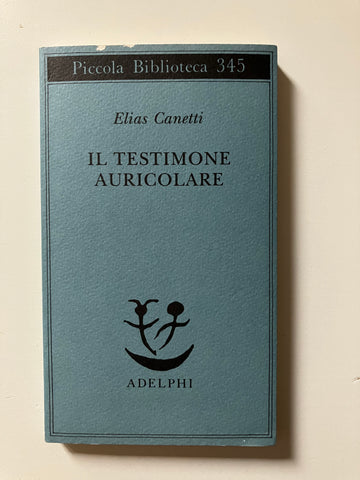 Piccola Biblioteca 345
Elias Canetti
IL TESTIMONE
AURICOLARE
ADELPHI